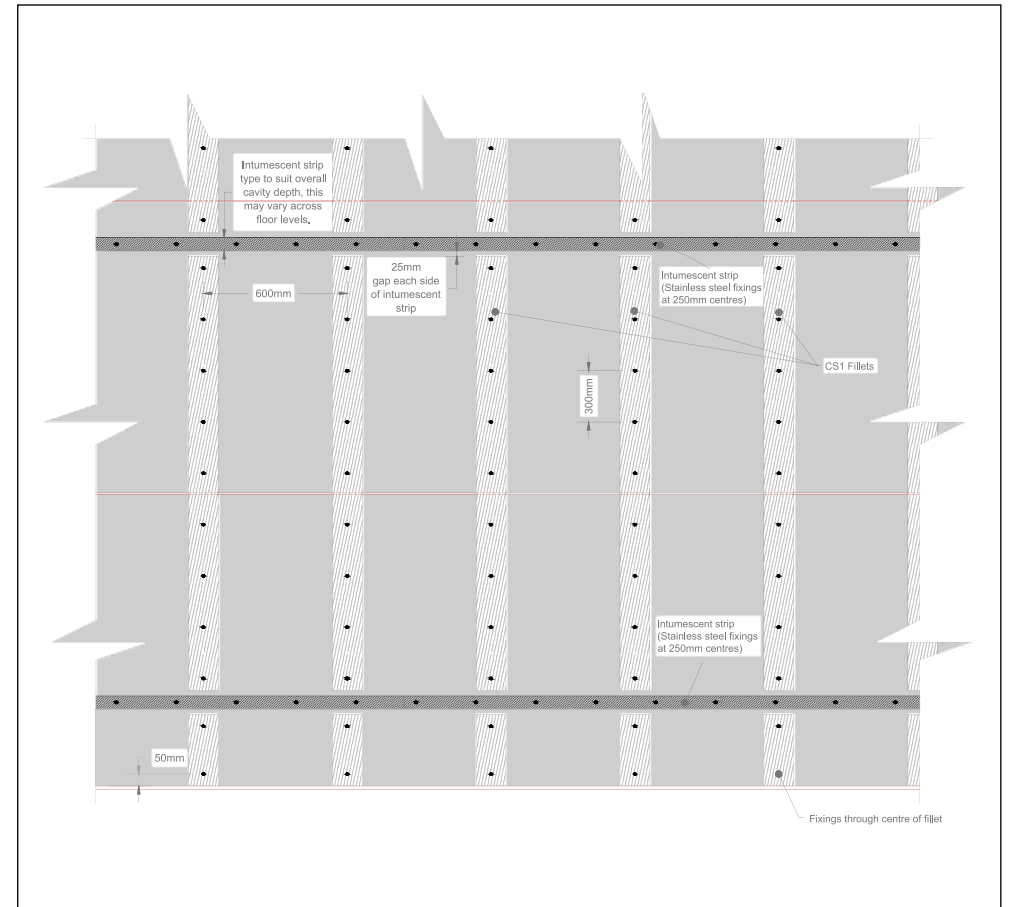 Intumescent strip
type to suit overall
cavity depth, this
may vary across
floor levels.
25mm
gap each side
of intumescent
strip
600mm
Intumescent strip
(Stainless steel fixings
at 250mm centres)
CS1 Fillets
300mm
Intumescent strip
(Stainless steel fixings
at 250mm centres)
50mm
Fixings through centre of fillet